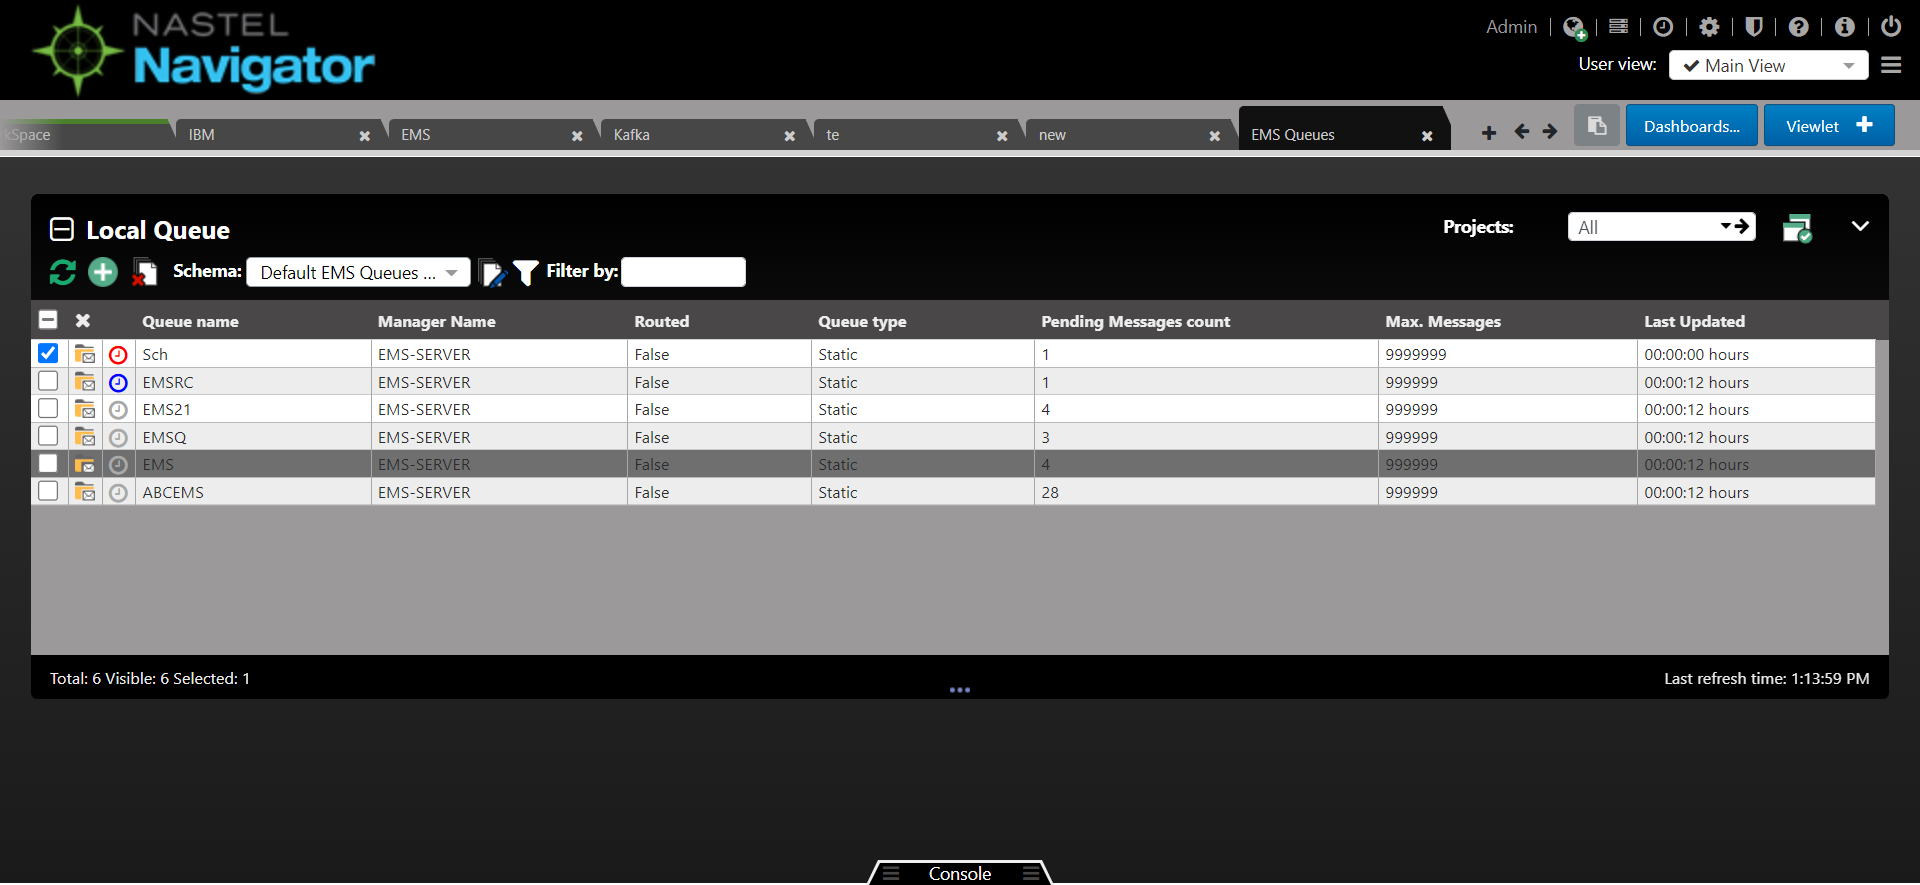 NASTEL
Navigator
Admin
User view: Main View
kSpace
IBM
EMS
Kafka
te
new
EMS Queues
Dashboards...
Viewlet
Local Queue
Projects: All
Schema: Default EMS Queues ... Filter by:
Queue name Manager Name Routed Queue type Pending Messages count Max. Messages Last Updated
Sch EMS-SERVER False Static 1 9999999 00:00:00 hours
EMSRC EMS-SERVER False Static 1 999999 00:00:12 hours
EMS21 EMS-SERVER False Static 4 999999 00:00:12 hours
EMSQ EMS-SERVER False Static 3 999999 00:00:12 hours
EMS EMS-SERVER False Static 4 999999 00:00:12 hours
ABCEMS EMS-SERVER False Static 28 999999 00:00:12 hours
Total: 6 Visible: 6 Selected: 1
Last refresh time: 1:13:59 PM
Console